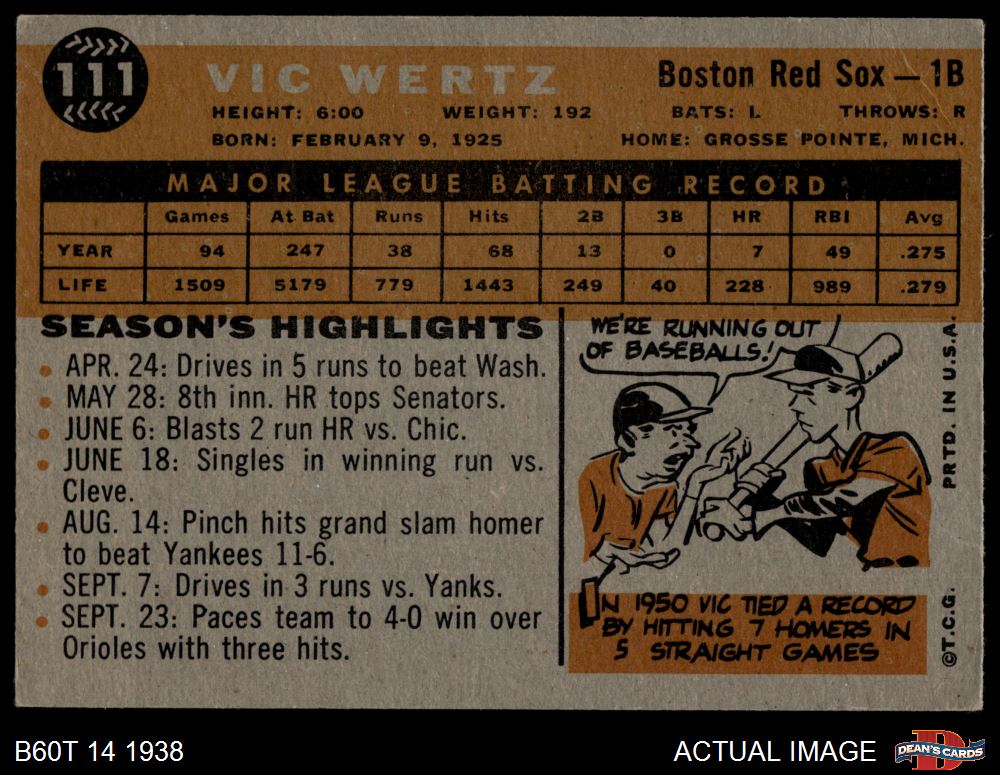 111
VIC WERTZ
Boston Red Sox — 1B
HEIGHT: 6:00 WEIGHT: 192 BATS: L THROWS: R
BORN: FEBRUARY 9, 1925 HOME: GROSSE POINTE, MICH.
MAJOR LEAGUE BATTING RECORD
Games At Bat Runs Hits 2B 3B HR RBI Avg
YEAR 94 247 38 68 13 0 7 49 .275
LIFE 1509 5179 779 1443 249 40 228 989 .279
SEASON'S HIGHLIGHTS
• APR. 24: Drives in 5 runs to beat Wash.
• MAY 28: 8th inn. HR tops Senators.
• JUNE 6: Blasts 2 run HR vs. Chic.
• JUNE 18: Singles in winning run vs.
Cleve.
• AUG. 14: Pinch hits grand slam homer
to beat Yankees 11-6.
• SEPT. 7: Drives in 3 runs vs. Yanks.
• SEPT. 23: Paces team to 4-0 win over
Orioles with three hits.
WE'RE RUNNING OUT
OF BASEBALLS!
IN 1950 VIC TIED A RECORD
BY HITTING 7 HOMERS IN
5 STRAIGHT GAMES
©T.C.G. PRTD. IN U.S.A.
B60T 14 1938
ACTUAL IMAGE
DEAN'S CARDS